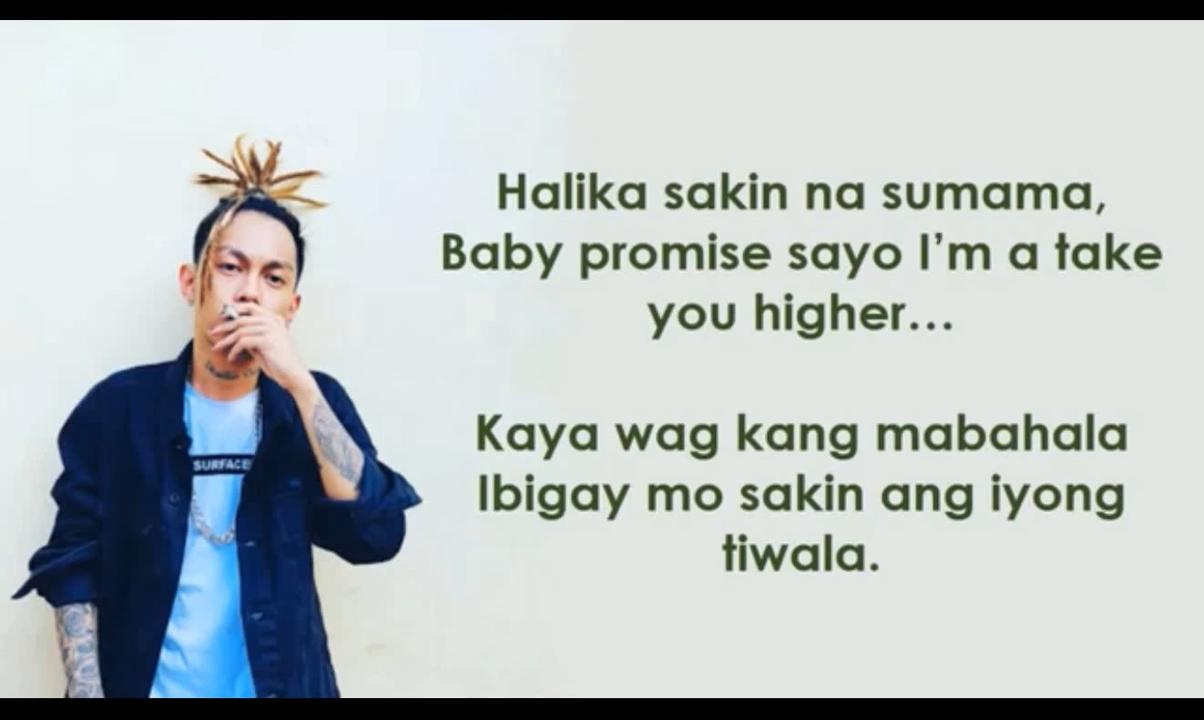 Halika sakin na sumama,
Baby promise sayo I'm a take
you higher...
Kaya wag kang mabahala
Ibigay mo sakin ang iyong
tiwala.
SURFACE